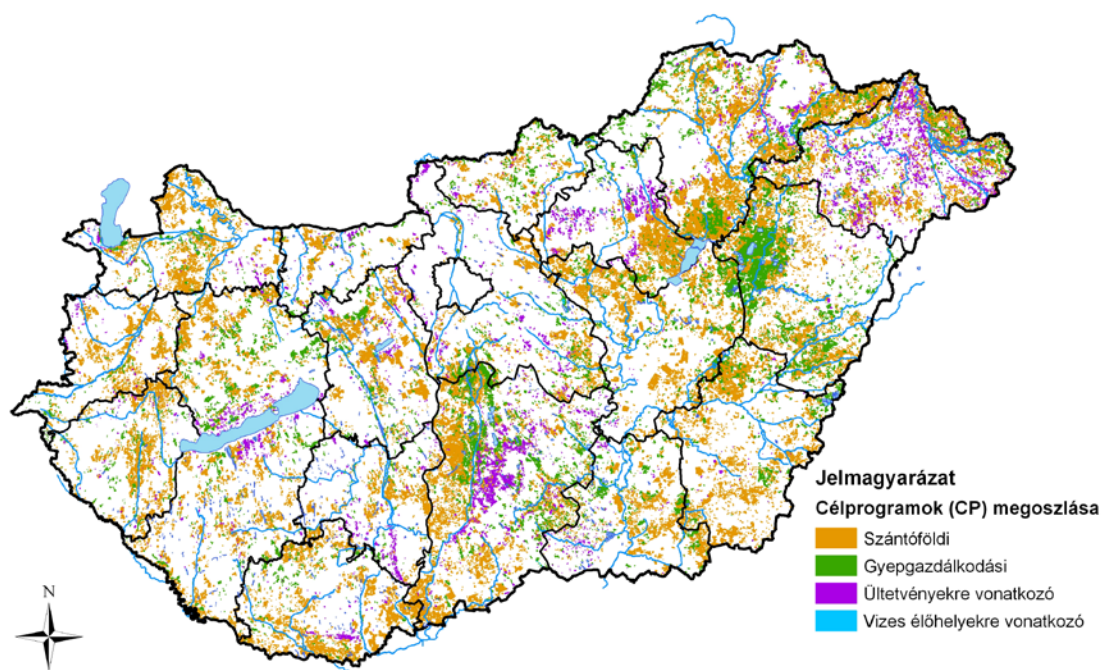 Jelmagyarázat
Célprogramok (CP) megoszlása
Szántóföldi
Gyepgazdálkodási
Ültetvényekre vonatkozó
Vizes élőhelyekre vonatkozó
N